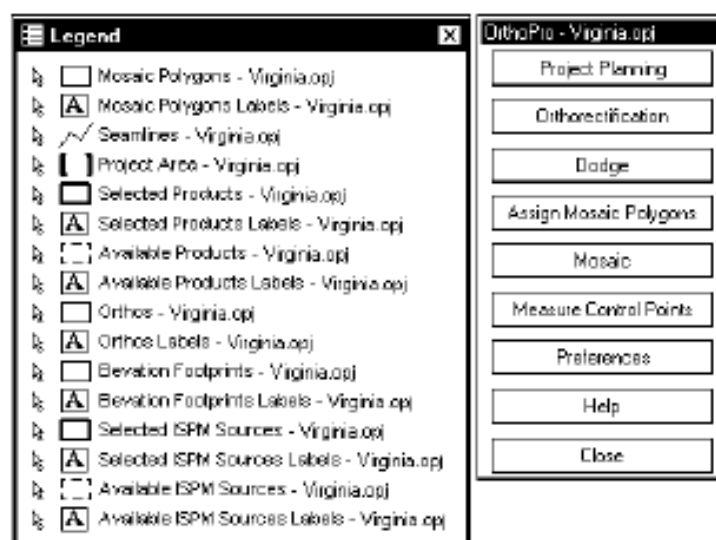 Legend
Mosaic Polygons - Virginia.opj
A Mosaic Polygons Labels - Virginia.opj
Seamlines - Virginia.opj
Project Area - Virginia.opj
Selected Products - Virginia.opj
A Selected Products Labels - Virginia.opj
Available Products - Virginia.opj
A Available Products Labels - Virginia.opj
Orthos - Virginia.opj
A Orthos Labels - Virginia.opj
Elevation Footprints - Virginia.opj
A Elevation Footprints Labels - Virginia.opj
Selected ISPM Sources - Virginia.opj
A Selected ISPM Sources Labels - Virginia.opj
Available ISPM Sources - Virginia.opj
A Available ISPM Sources Labels - Virginia.opj
OrthoPro - Virginia.opj
Project Planning
Orthorectification
Dodge
Assign Mosaic Polygons
Mosaic
Measure Control Points
Preferences
Help
Close